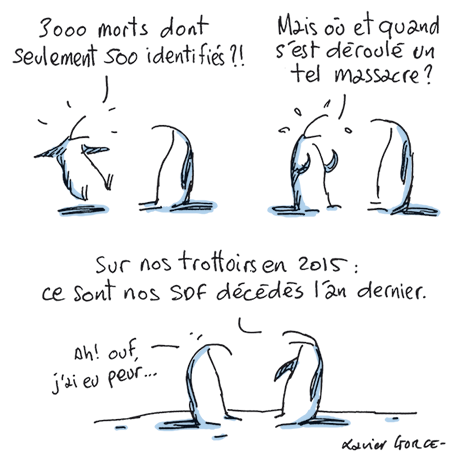 3000 morts dont
seulement 500 identifiés ?!
Mais où et quand
s'est déroulé un
tel massacre ?
Sur nos trottoirs en 2015 :
ce sont nos SDF décédés l'an dernier.
Ah ! ouf,
j'ai eu peur...
Xavier GORCE-